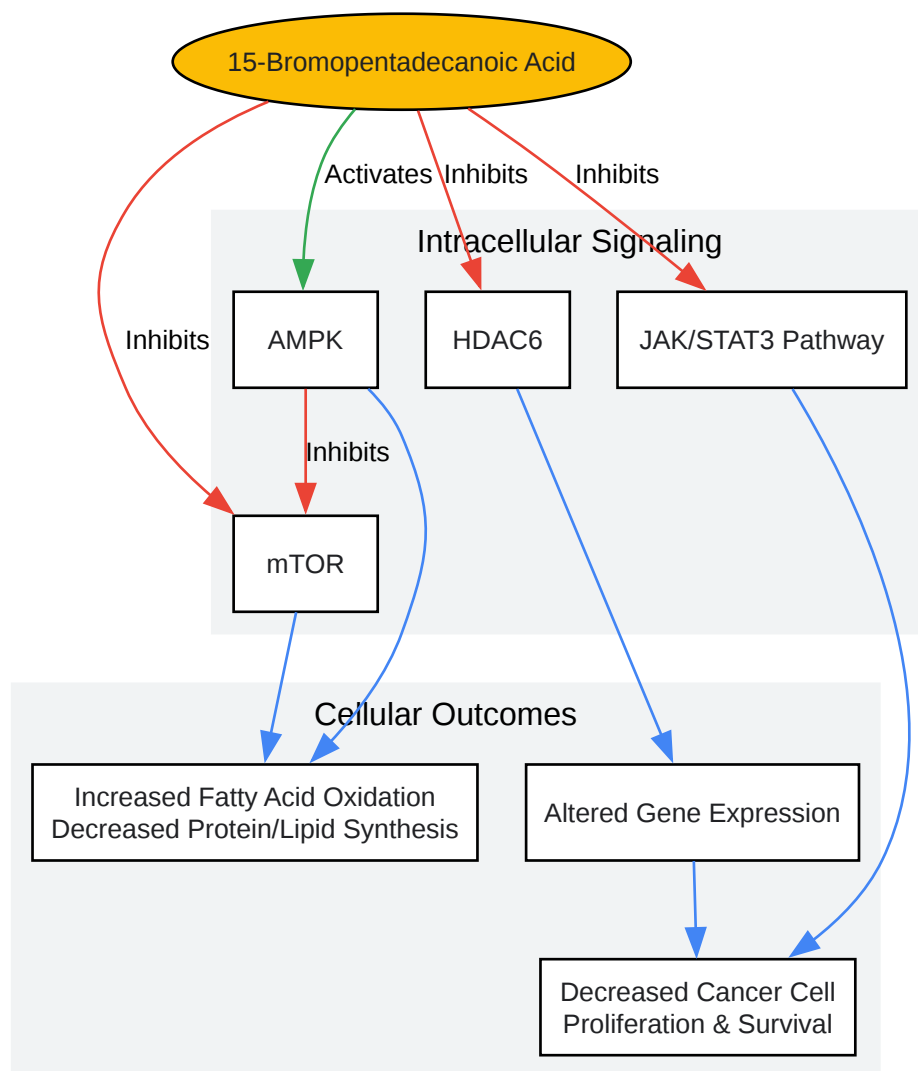 15-Bromopentadecanoic Acid
Activates
Inhibits
Inhibits
Intracellular Signaling
AMPK
HDAC6
JAK/STAT3 Pathway
Inhibits
Inhibits
mTOR
Cellular Outcomes
Increased Fatty Acid Oxidation
Decreased Protein/Lipid Synthesis
Altered Gene Expression
Decreased Cancer Cell
Proliferation & Survival